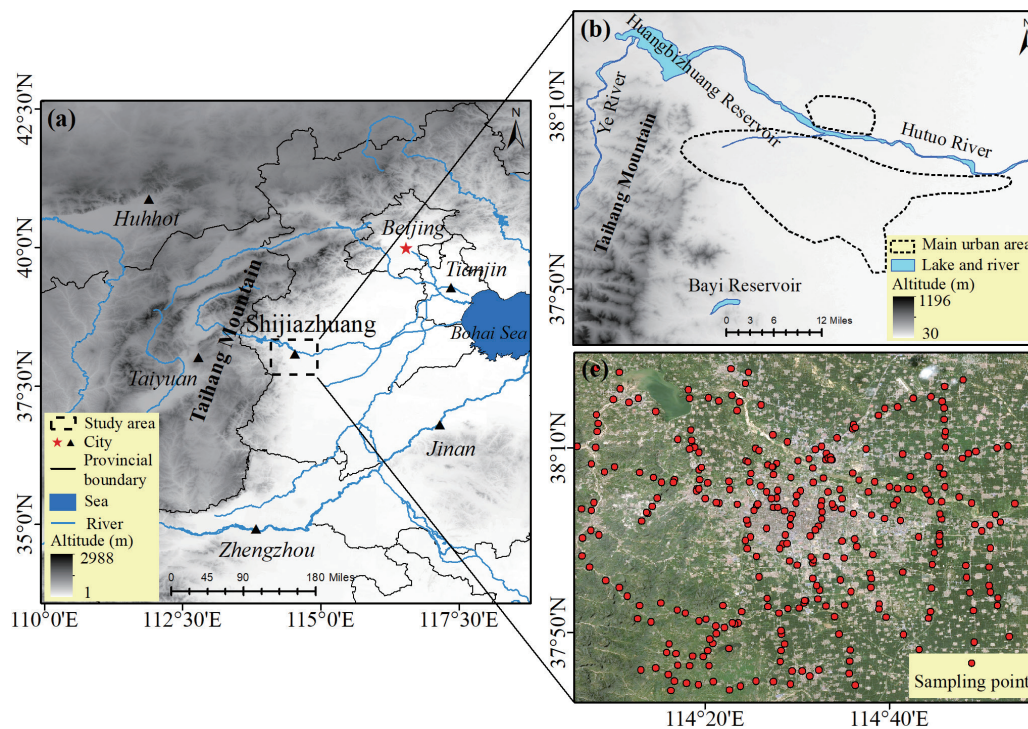 (a)
42°30'N
40°0'N
37°30'N
35°0'N
N
Huhhot
Beijing
Tianjin
Bohai Sea
Shijiazhuang
Taihang Mountain
Taiyuan
Jinan
Zhengzhou
Study area
City
Provincial
boundary
Sea
River
Altitude (m)
2988
1
0 45 90 180 Miles
110°0'E 112°30'E 115°0'E 117°30'E
(b)
N
38°10'N
37°50'N
Huangbizhuang Reservoir
Ye River
Hutuo River
Taihang Mountain
Bayi Reservoir
0 3 6 12 Miles
Main urban area
Lake and river
Altitude (m)
1196
30
(c)
N
38°10'N
37°50'N
Sampling point
114°20'E 114°40'E